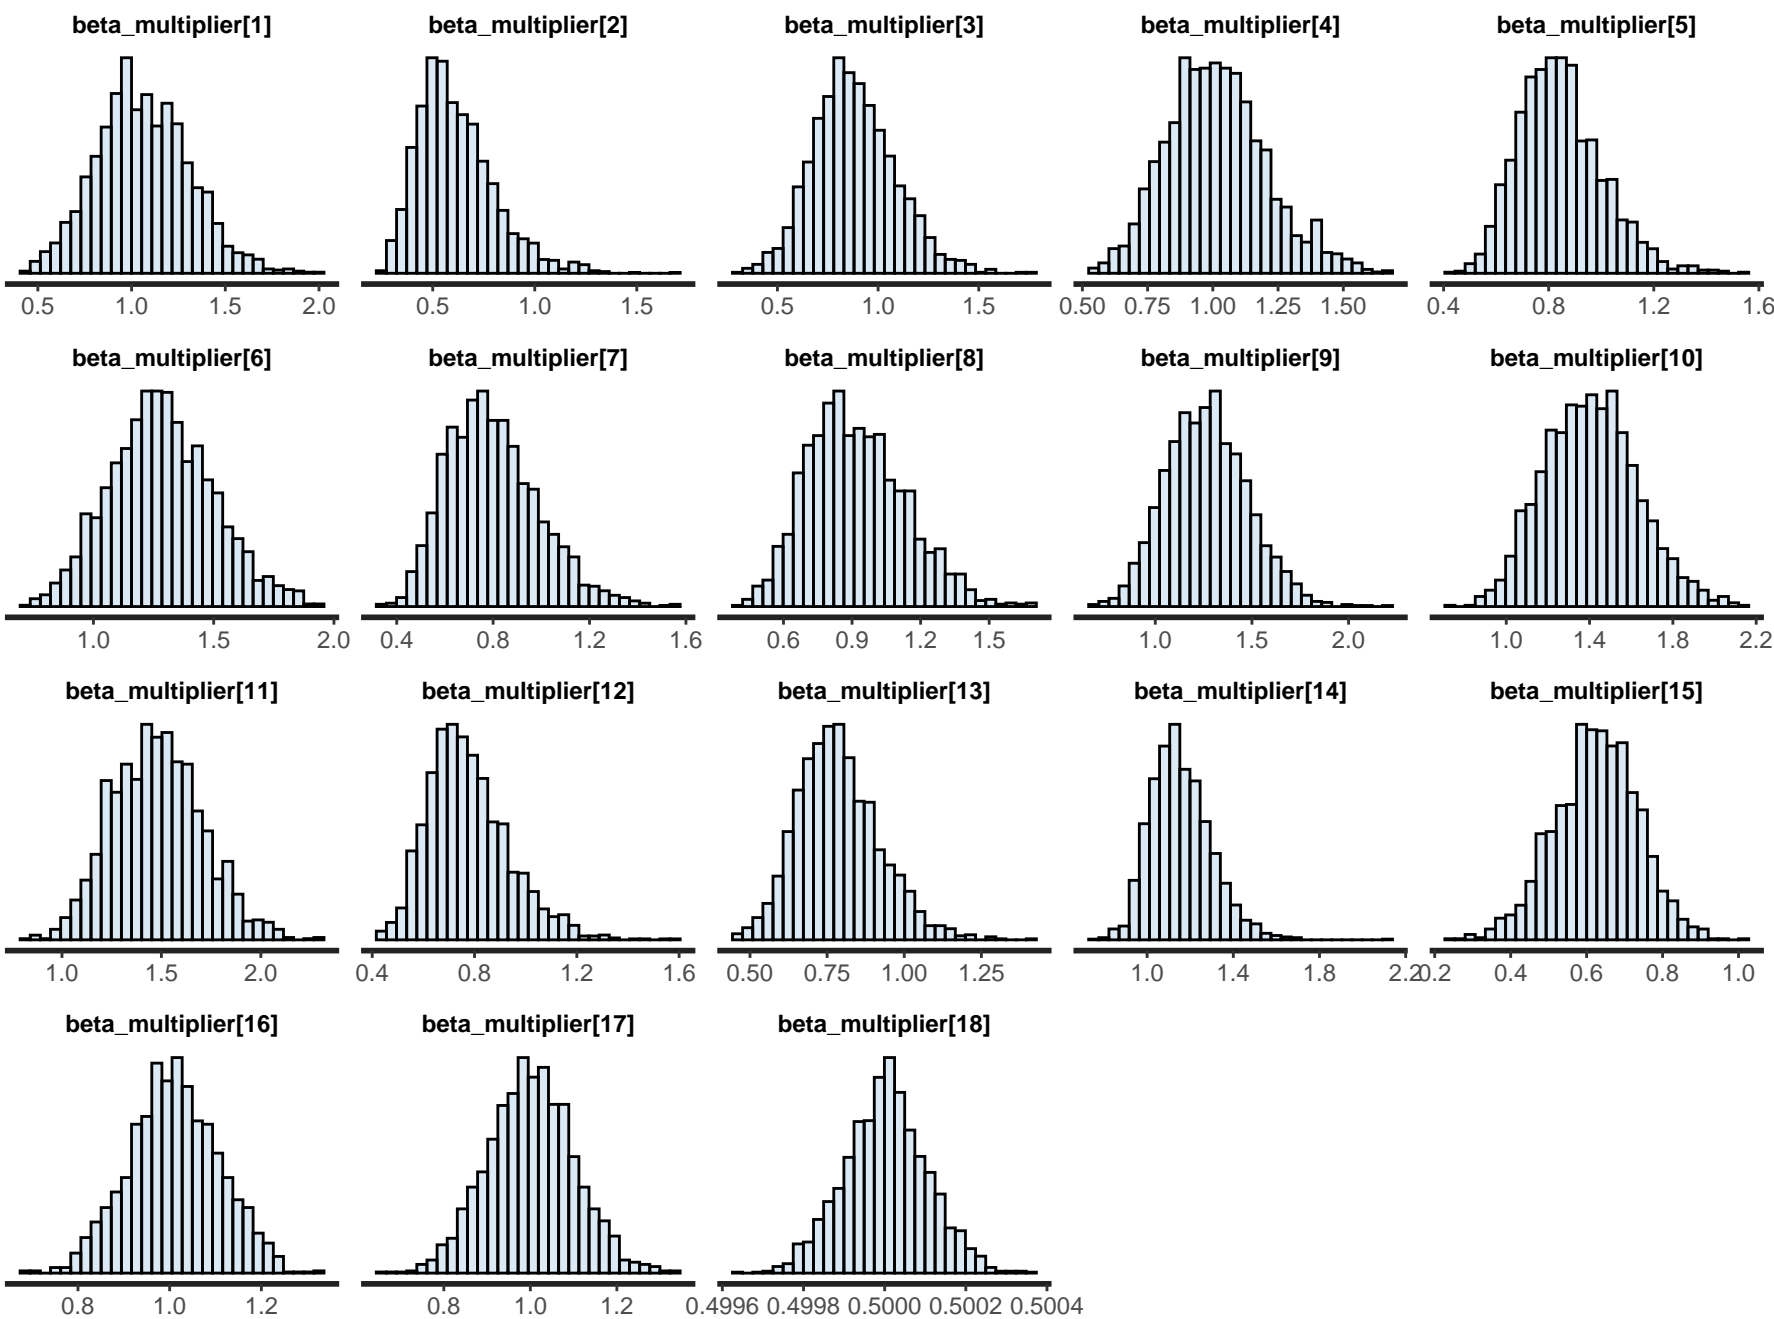 beta_multiplier[1] beta_multiplier[2] beta_multiplier[3] beta_multiplier[4] beta_multiplier[5]
0.5 1.0 1.5 2.0 0.5 1.0 1.5 0.5 1.0 1.5 0.50 0.75 1.00 1.25 1.50 0.4 0.8 1.2 1.6
beta_multiplier[6] beta_multiplier[7] beta_multiplier[8] beta_multiplier[9] beta_multiplier[10]
1.0 1.5 2.0 0.4 0.8 1.2 1.6 0.6 0.9 1.2 1.5 1.0 1.5 2.0 1.0 1.4 1.8 2.2
beta_multiplier[11] beta_multiplier[12] beta_multiplier[13] beta_multiplier[14] beta_multiplier[15]
1.0 1.5 2.0 0.4 0.8 1.2 1.6 0.50 0.75 1.00 1.25 1.0 1.4 1.8 2.2 0.2 0.4 0.6 0.8 1.0
beta_multiplier[16] beta_multiplier[17] beta_multiplier[18]
0.8 1.0 1.2 0.8 1.0 1.2 0.4996 0.4998 0.5000 0.5002 0.5004